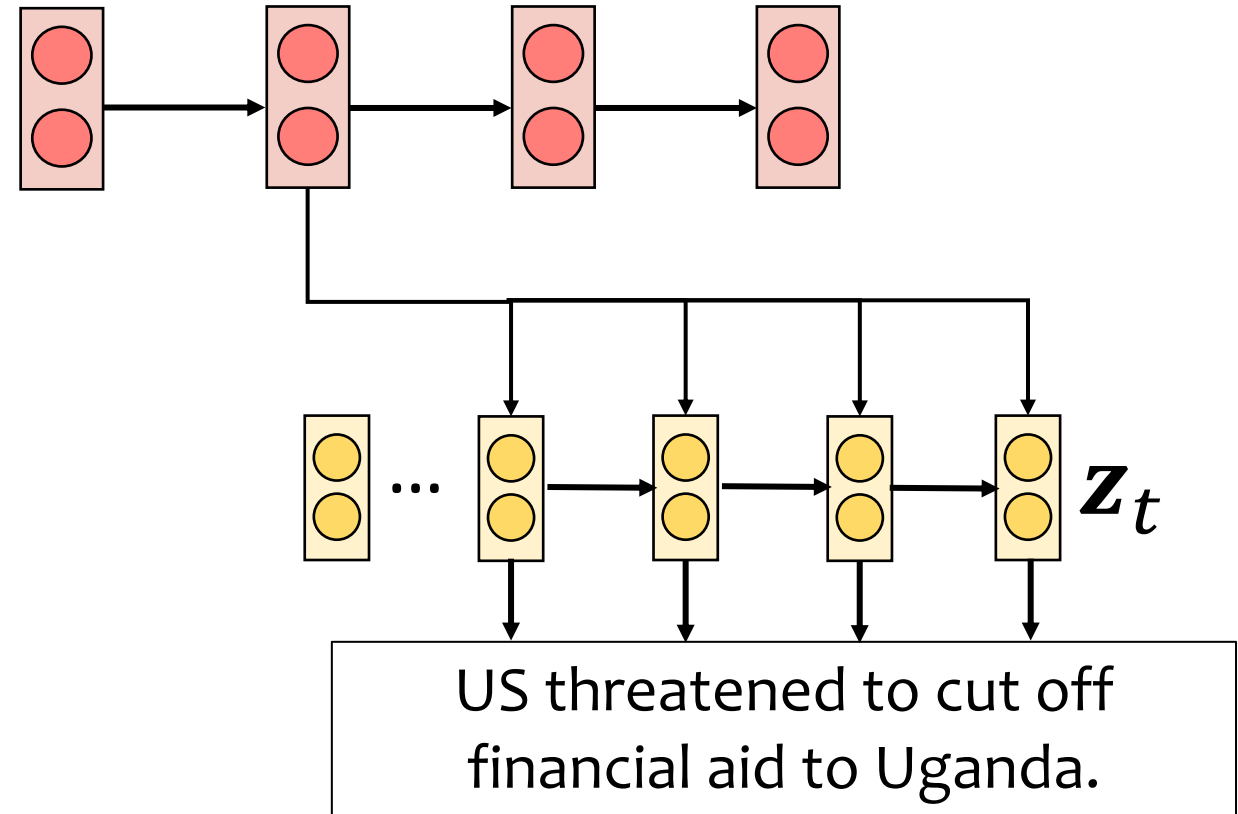 ...
z_t
US threatened to cut off
financial aid to Uganda.